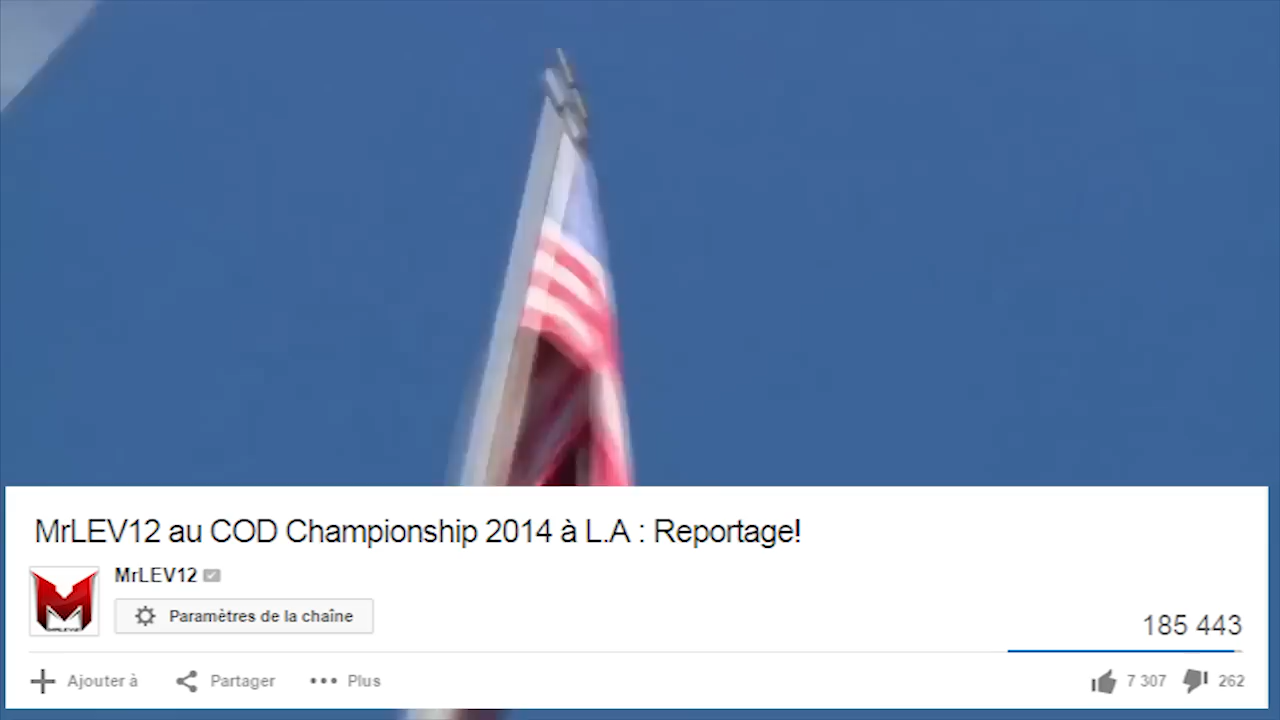 MrLEV12 au COD Championship 2014 à L.A : Reportage!
MrLEV12
Paramètres de la chaîne
185 443
Ajouter à
Partager
Plus
7 307
262